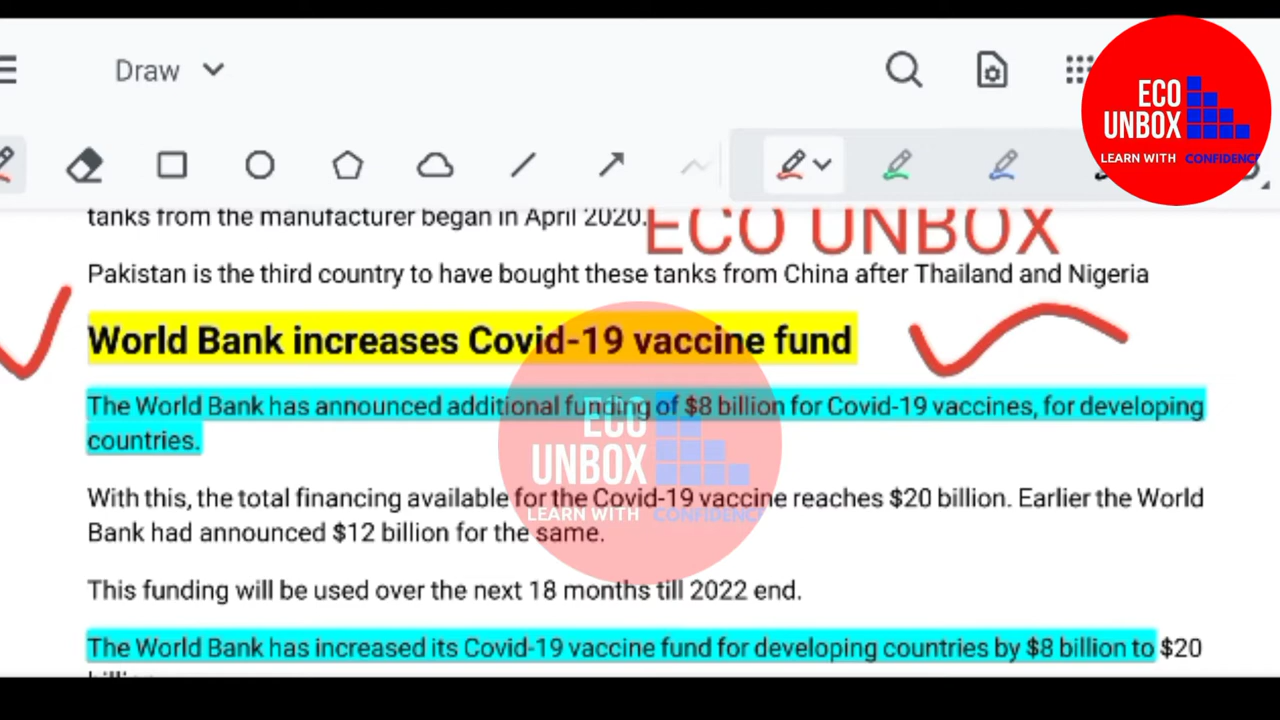 Draw
ECO
UNBOX
LEARN WITH CONFIDENCE
tanks from the manufacturer began in April 2020.
ECO UNBOX
Pakistan is the third country to have bought these tanks from China after Thailand and Nigeria
World Bank increases Covid-19 vaccine fund
The World Bank has announced additional funding of $8 billion for Covid-19 vaccines, for developing
countries.
ECO
UNBOX
LEARN WITH CONFIDENCE
With this, the total financing available for the Covid-19 vaccine reaches $20 billion. Earlier the World
Bank had announced $12 billion for the same.
This funding will be used over the next 18 months till 2022 end.
The World Bank has increased its Covid-19 vaccine fund for developing countries by $8 billion to $20